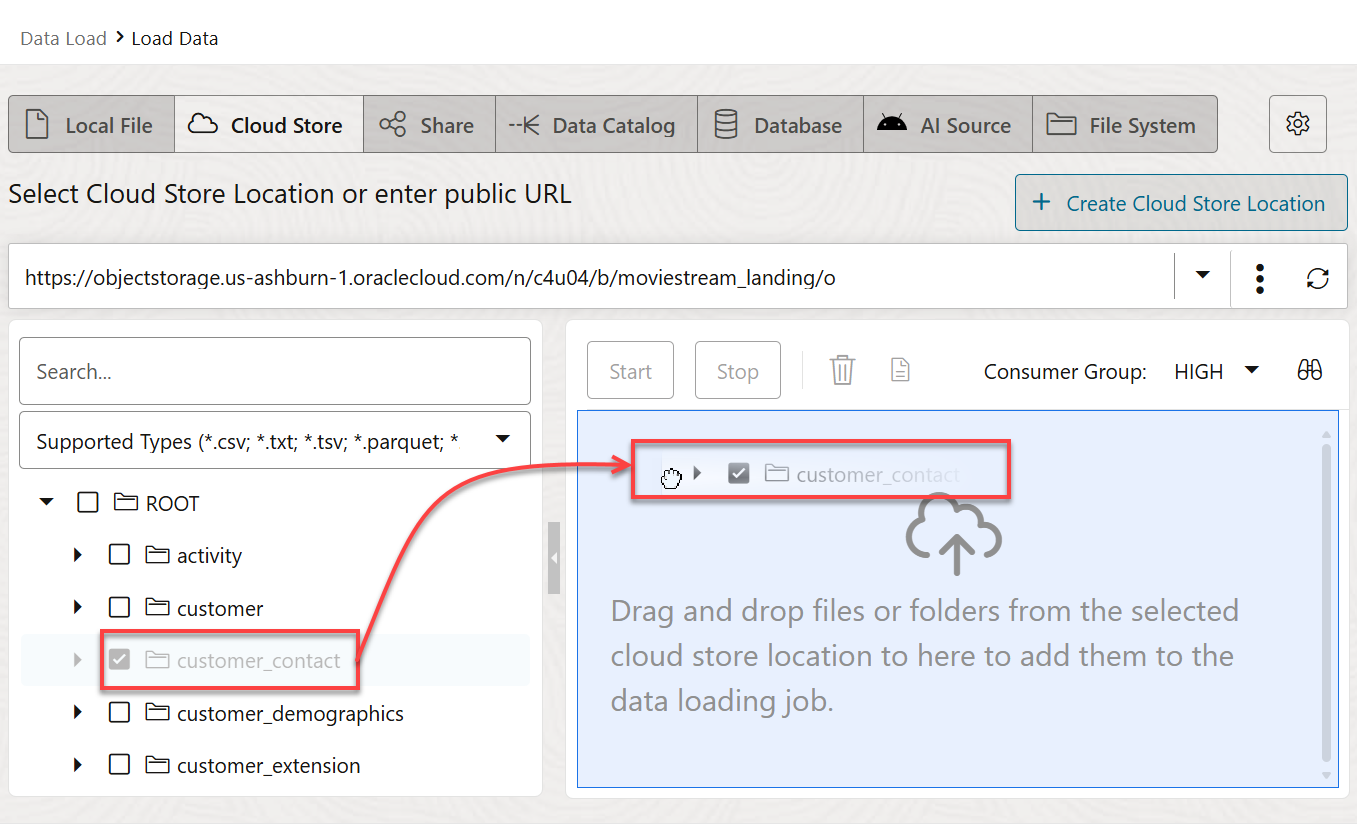 Data Load > Load Data
Local File
Cloud Store
Share
Data Catalog
Database
AI Source
File System
Select Cloud Store Location or enter public URL
+ Create Cloud Store Location
https://objectstorage.us-ashburn-1.oraclecloud.com/n/c4u04/b/moviestream_landing/o
Search...
Supported Types (*.csv; *.txt; *.tsv; *.parquet; *.
ROOT
activity
customer
customer_contact
customer_demographics
customer_extension
Start
Stop
Consumer Group:
HIGH
customer_contact
Drag and drop files or folders from the selected
cloud store location to here to add them to the
data loading job.